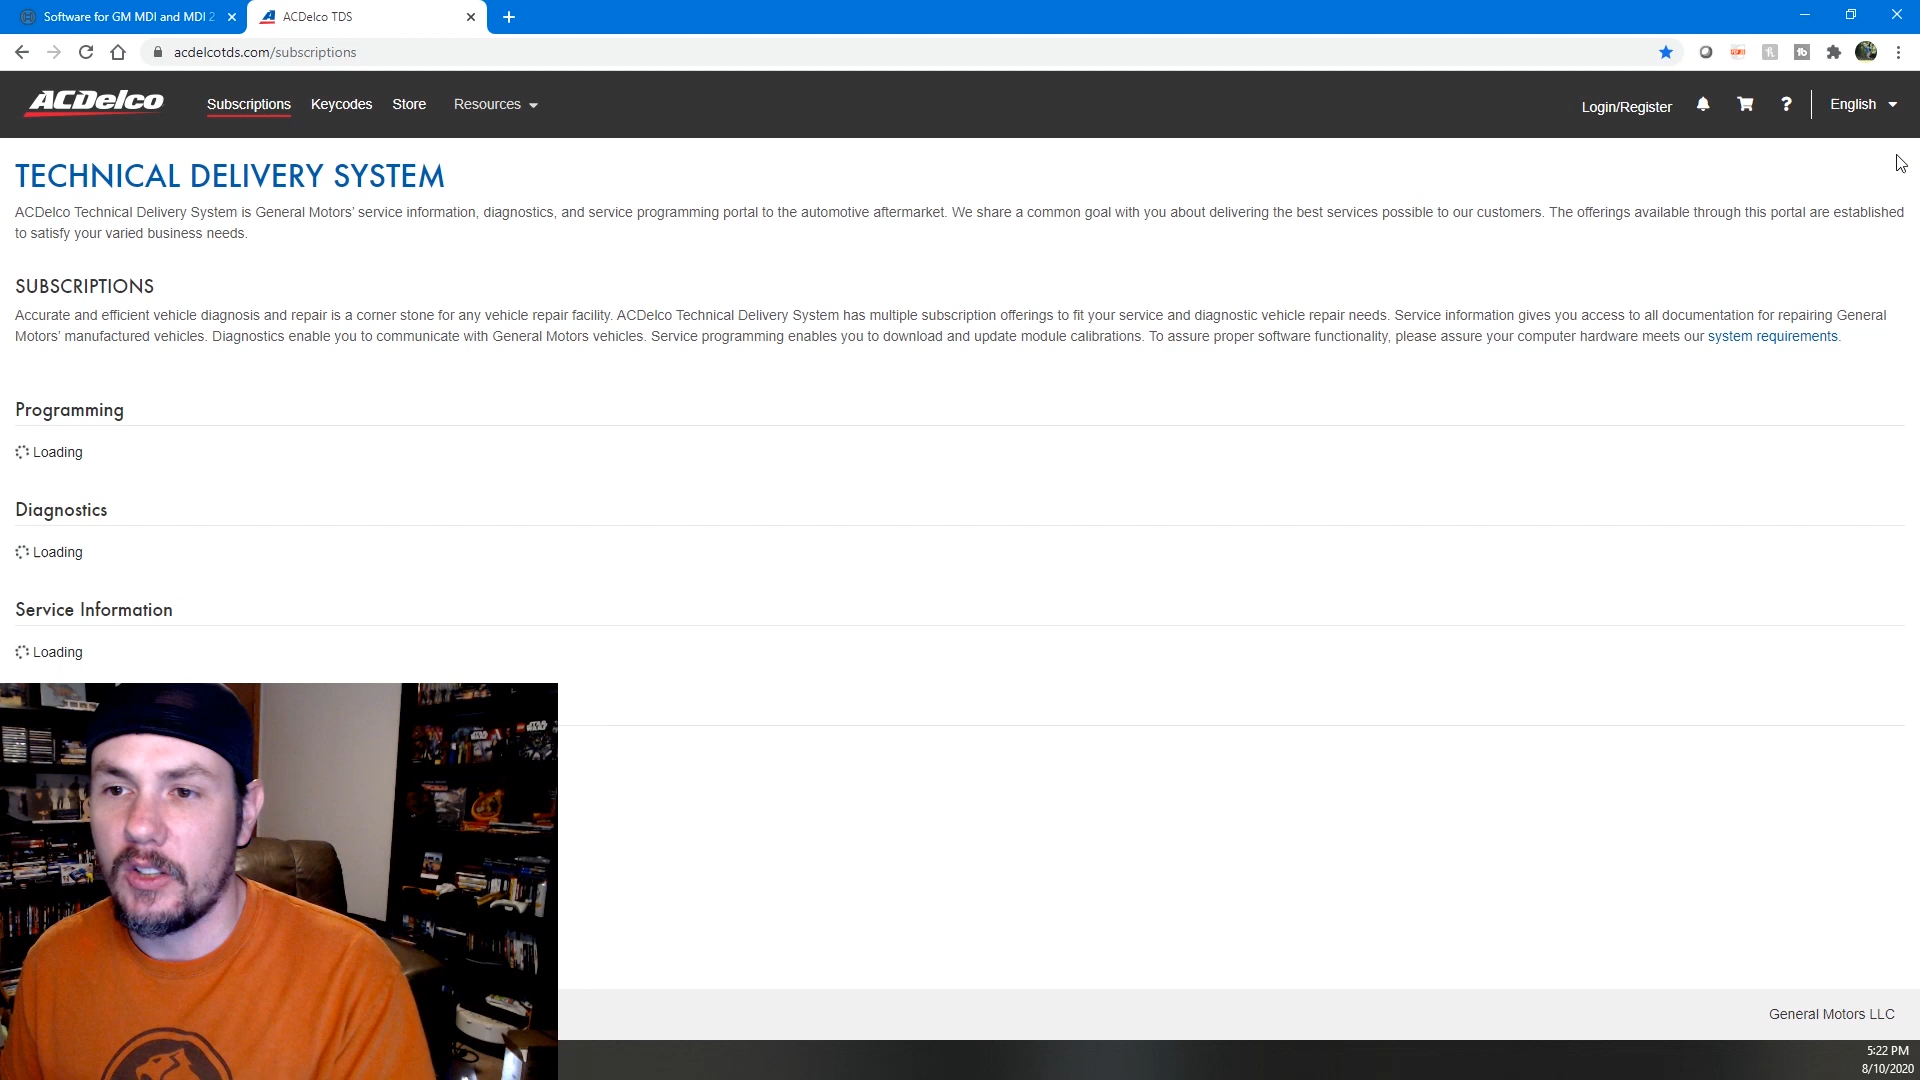 Software for GM MDI and MDI 2
ACDelco TDS
acdelcotds.com/subscriptions
ACDelco
Subscriptions
Keycodes
Store
Resources
Login/Register
?
English
TECHNICAL DELIVERY SYSTEM
ACDelco Technical Delivery System is General Motors' service information, diagnostics, and service programming portal to the automotive aftermarket. We share a common goal with you about delivering the best services possible to our customers. The offerings available through this portal are established
to satisfy your varied business needs.
SUBSCRIPTIONS
Accurate and efficient vehicle diagnosis and repair is a corner stone for any vehicle repair facility. ACDelco Technical Delivery System has multiple subscription offerings to fit your service and diagnostic vehicle repair needs. Service information gives you access to all documentation for repairing General
Motors' manufactured vehicles. Diagnostics enable you to communicate with General Motors vehicles. Service programming enables you to download and update module calibrations. To assure proper software functionality, please assure your computer hardware meets our system requirements.
Programming
Loading
Diagnostics
Loading
Service Information
Loading
STAR WARS
General Motors LLC
5:22 PM
8/10/2020